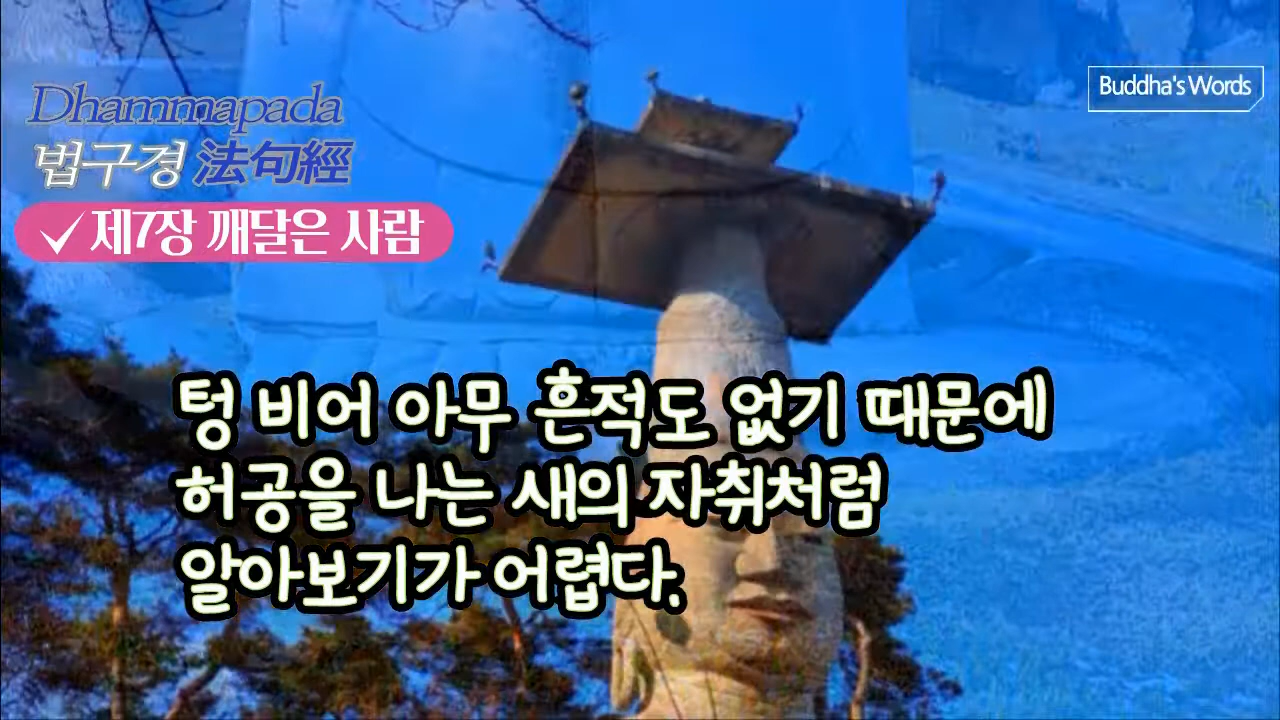 Dhammapada
법구경 法句經
✓제7장 깨달은 사람
Buddha's Words
텅 비어 아무 흔적도 없기 때문에
허공을 나는 새의 자취처럼
알아보기가 어렵다.